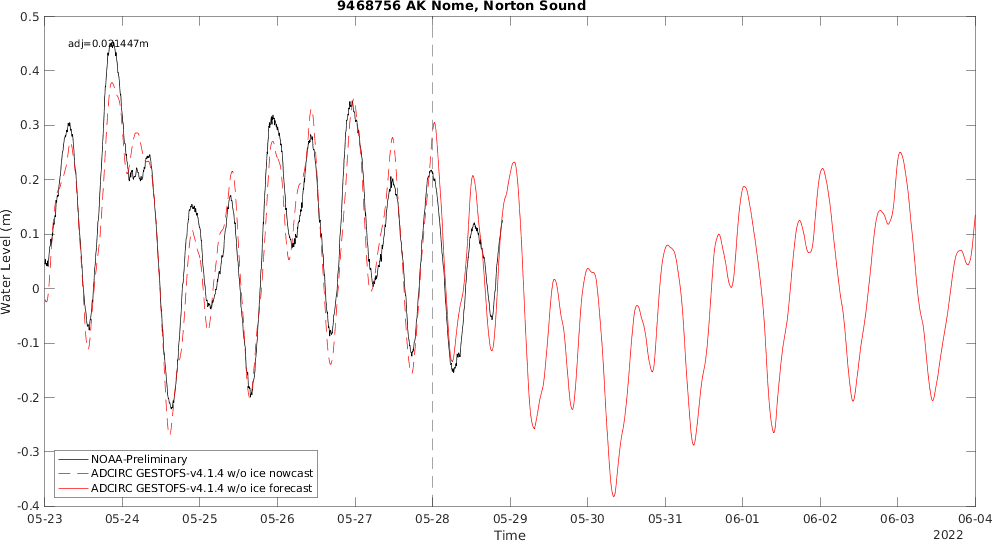 9468756 AK Nome, Norton Sound
adj=0.021447m
0.5
0.4
0.3
0.2
0.1
0
-0.1
-0.2
-0.3
-0.4
Water Level (m)
NOAA-Preliminary
ADCIRC GESTOFS-v4.1.4 w/o ice nowcast
ADCIRC GESTOFS-v4.1.4 w/o ice forecast
05-23 05-24 05-25 05-26 05-27 05-28 05-29 05-30 05-31 06-01 06-02 06-03 06-04
Time
2022